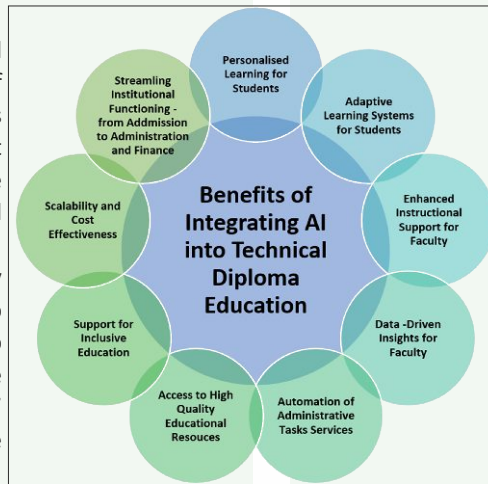 Benefits of
Integrating AI
into Technical
Diploma
Education
Personalised
Learning for
Students
Adaptive
Learning Systems
for Students
Enhanced
Instructional
Support for
Faculty
Data -Driven
Insights for
Faculty
Automation of
Administrative
Tasks Services
Access to High
Quality
Educational
Resouces
Support for
Inclusive
Education
Scalability and
Cost
Effectiveness
Streamling
Institutional
Functioning -
from Addmission
to Administration
and Finance